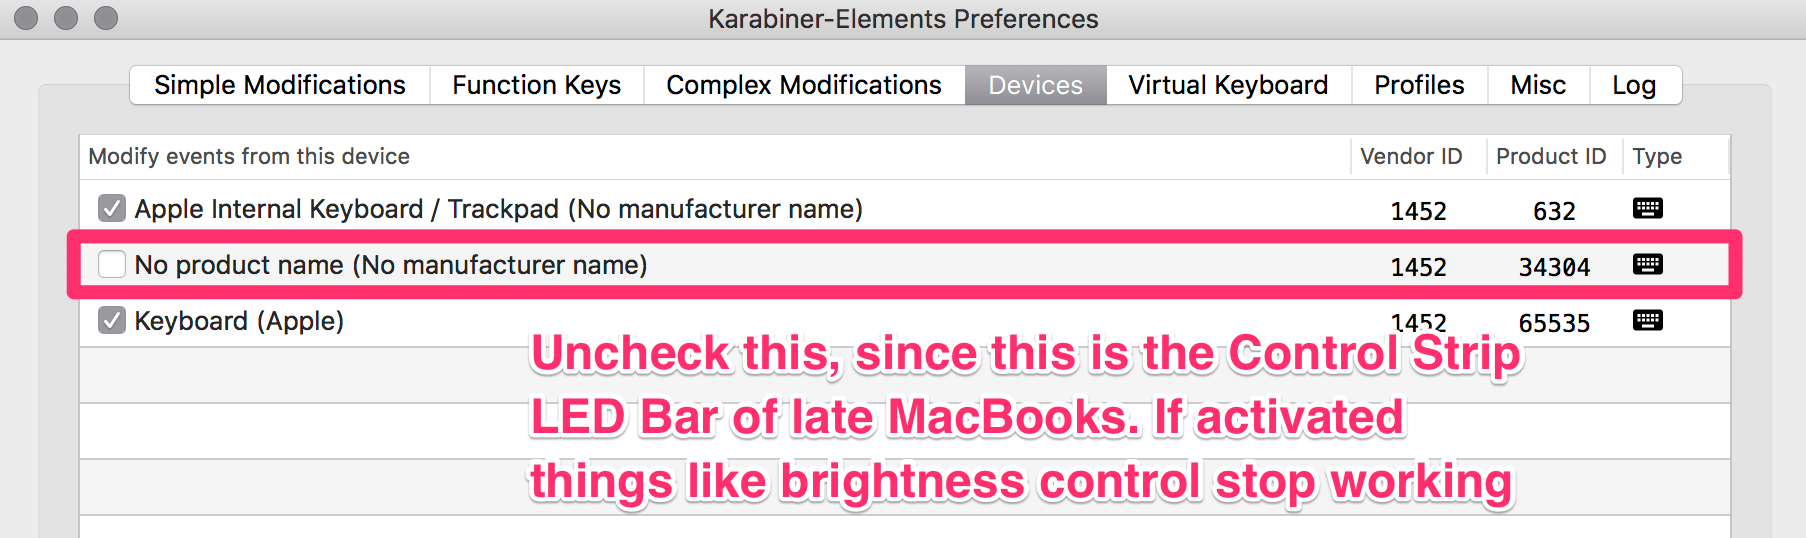 Karabiner-Elements Preferences
Simple Modifications Function Keys Complex Modifications Devices Virtual Keyboard Profiles Misc Log
Modify events from this device Vendor ID Product ID Type
Apple Internal Keyboard / Trackpad (No manufacturer name) 1452 632
No product name (No manufacturer name) 1452 34304
Keyboard (Apple) 1452 65535
Uncheck this, since this is the Control Strip
LED Bar of late MacBooks. If activated
things like brightness control stop working